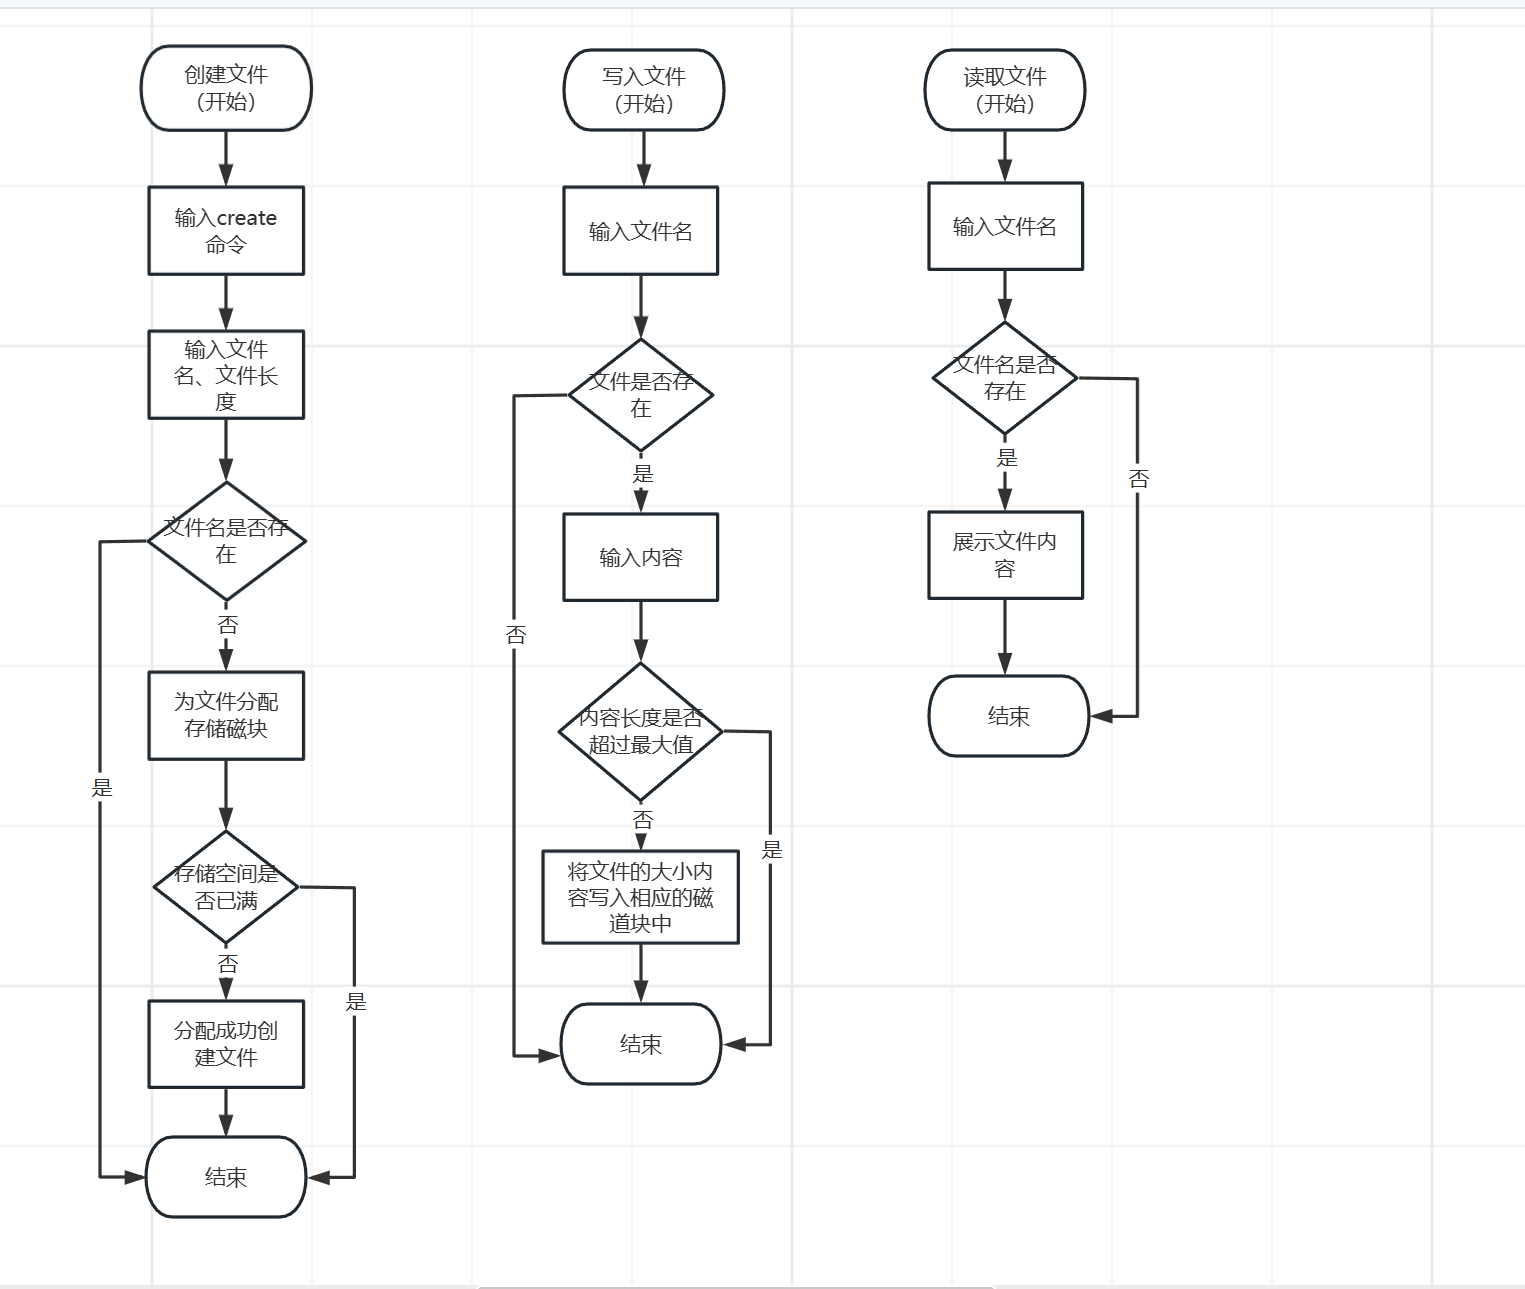 创建文件
（开始）
输入create
命令
输入文件
名、文件长
度
文件名是否存
在
否
为文件分配
存储磁块
是
存储空间是
否已满
否
是
分配成功创
建文件
结束
写入文件
（开始）
输入文件名
文件是否存
在
是
输入内容
否
内容长度是否
超过最大值
否
是
将文件的大小内
容写入相应的磁
道块中
结束
读取文件
（开始）
输入文件名
文件名是否
存在
是
否
展示文件内
容
结束